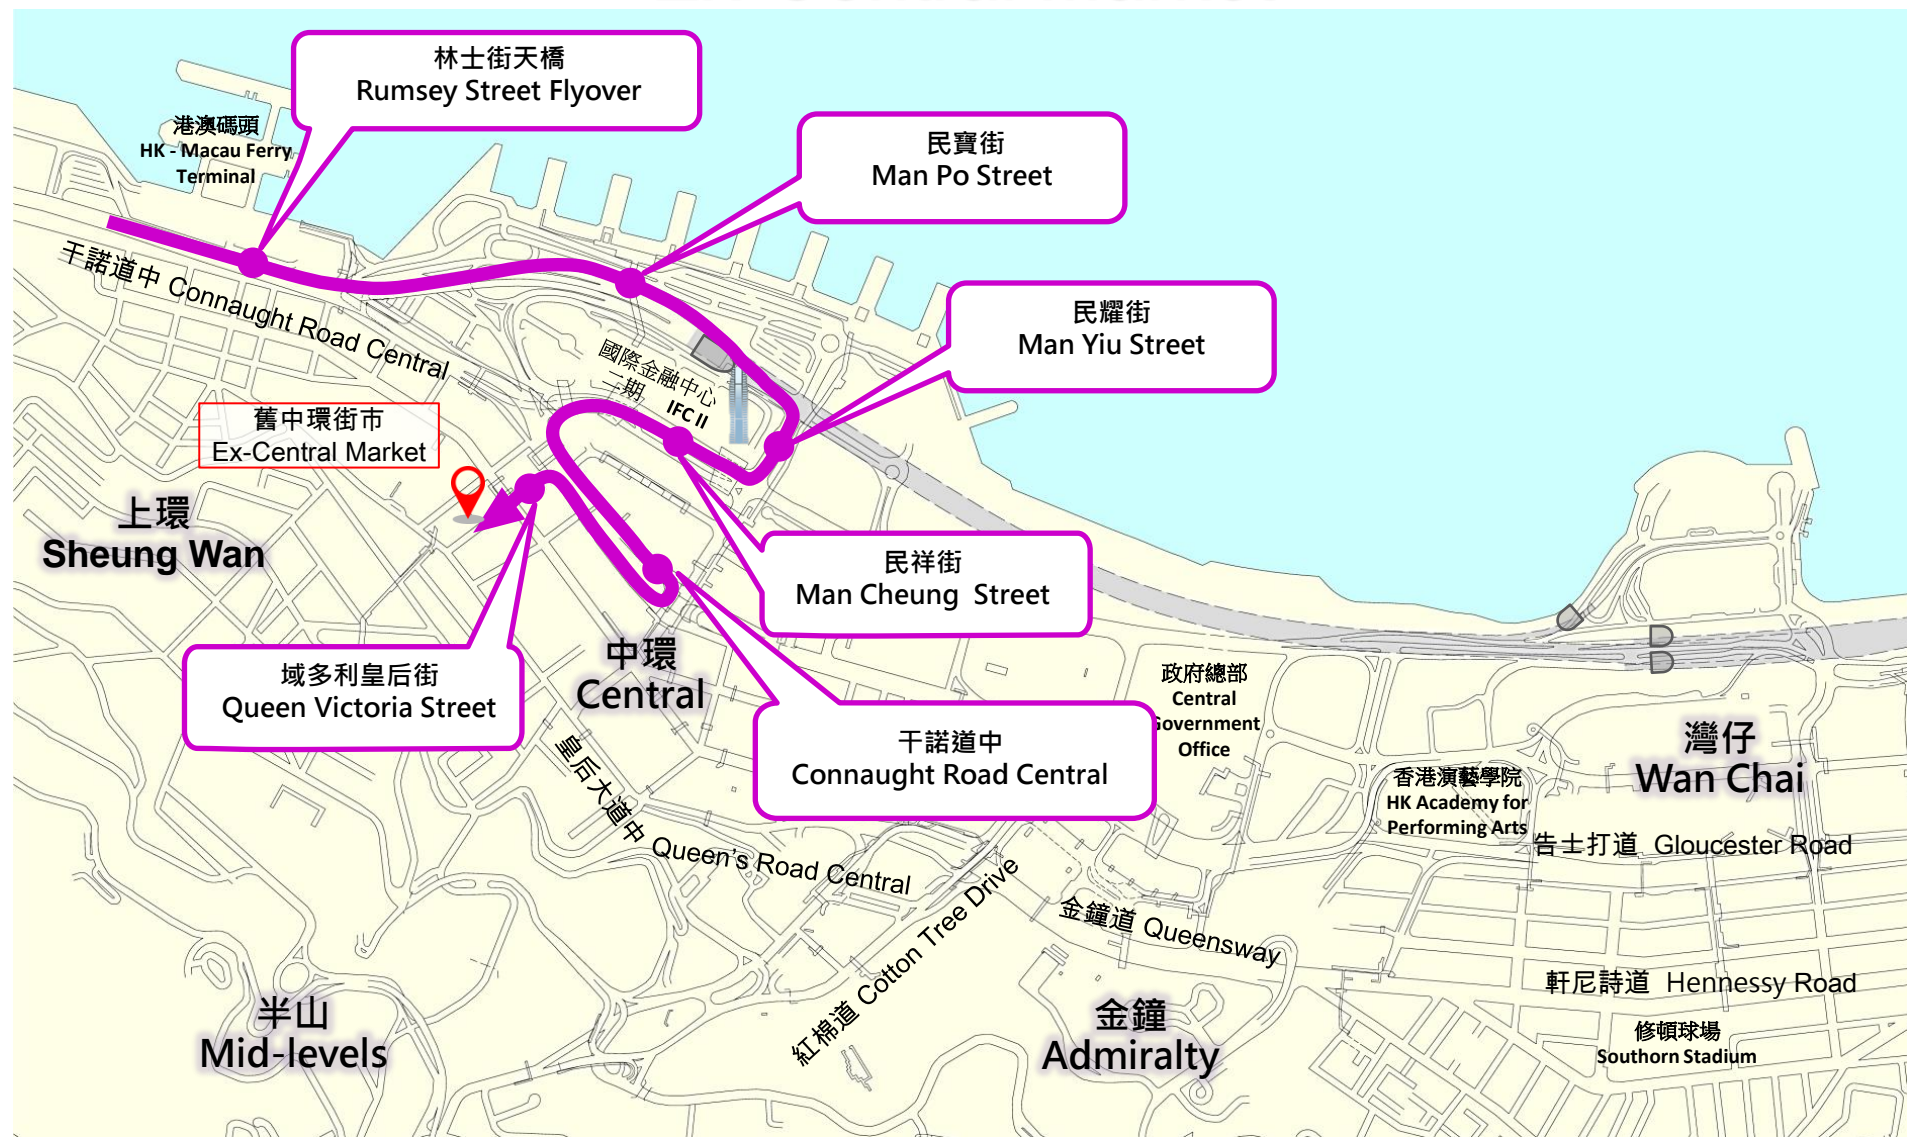 林士街天橋
Rumsey Street Flyover
港澳碼頭
HK - Macau Ferry
Terminal
民寶街
Man Po Street
干諾道中 Connaught Road Central
民耀街
Man Yiu Street
國際金融中心
二期 IFC II
舊中環街市
Ex-Central Market
上環
Sheung Wan
民祥街
Man Cheung Street
中環
Central
域多利皇后街
Queen Victoria Street
政府總部
Central
Government
Office
干諾道中
Connaught Road Central
灣仔
Wan Chai
皇后大道中 Queen's Road Central
香港演藝學院
HK Academy for
Performing Arts
告士打道 Gloucester Road
紅棉道 Cotton Tree Drive
金鐘道 Queensway
軒尼詩道 Hennessy Road
半山
Mid-levels
金鐘
Admiralty
修頓球場
Southorn Stadium